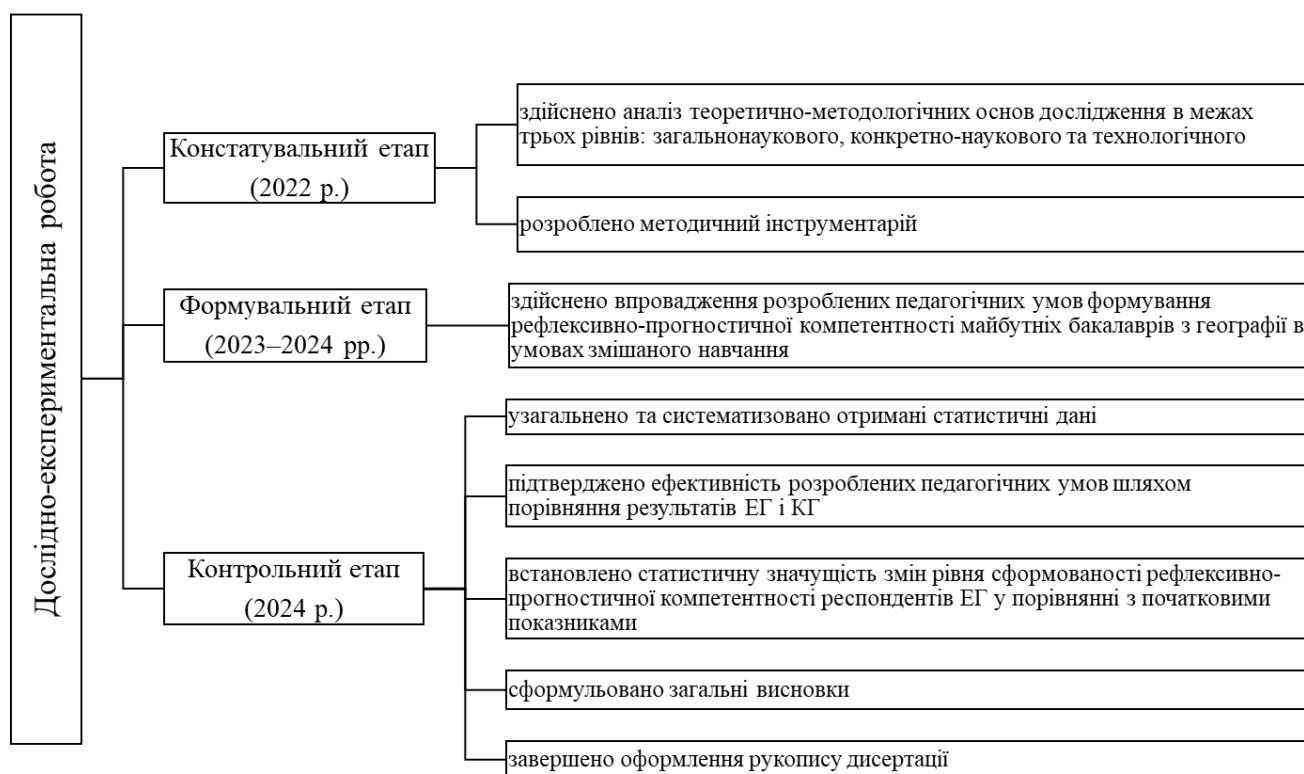 Дослідно-експериментальна робота
Констатувальний етап
(2022 р.)
здійснено аналіз теоретично-методологічних основ дослідження в межах
трьох рівнів: загальнонаукового, конкретно-наукового та технологічного
розроблено методичний інструментарій
Формувальний етап
(2023–2024 рр.)
здійснено впровадження розроблених педагогічних умов формування
рефлексивно-прогностичної компетентності майбутніх бакалаврів з географії в
умовах змішаного навчання
Контрольний етап
(2024 р.)
узагальнено та систематизовано отримані статистичні дані
підтверджено ефективність розроблених педагогічних умов шляхом
порівняння результатів ЕГ і КГ
встановлено статистичну значущість змін рівня сформованості рефлексивно-
прогностичної компетентності респондентів ЕГ у порівнянні з початковими
показниками
сформульовано загальні висновки
завершено оформлення рукопису дисертації